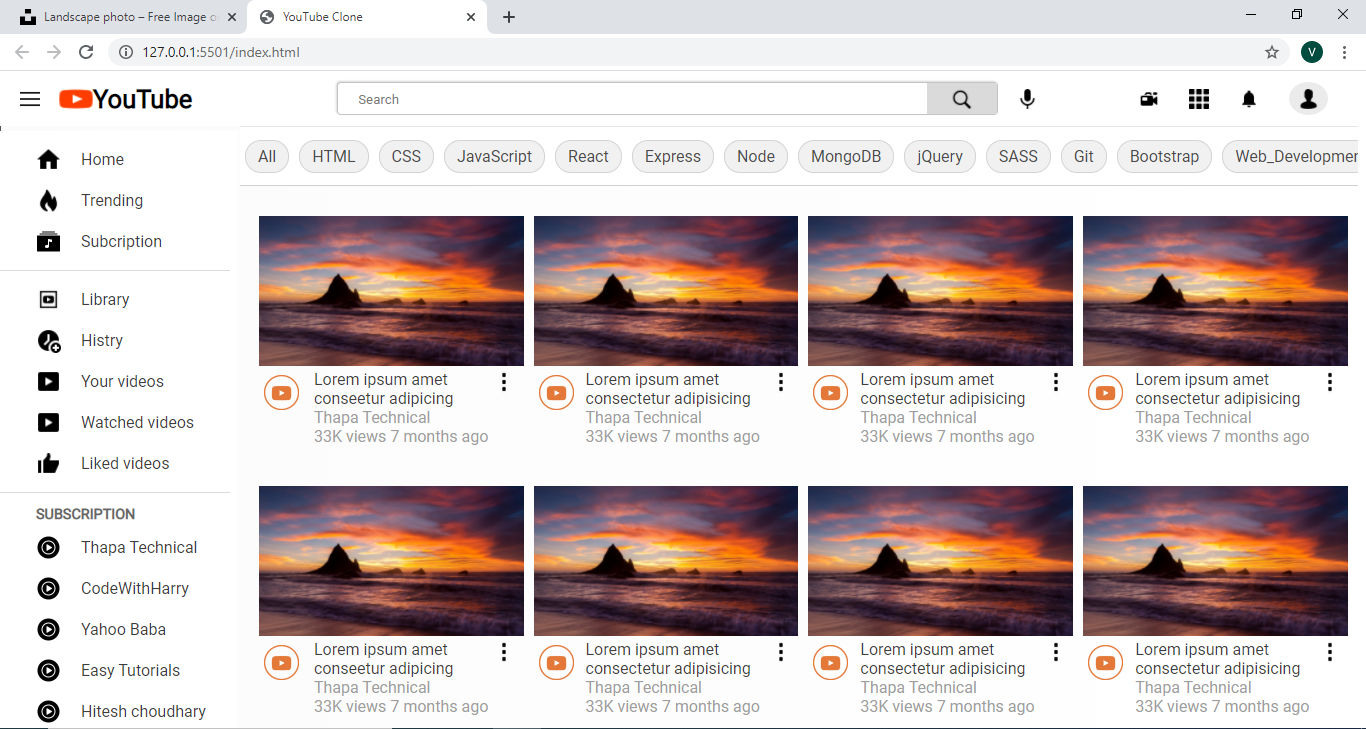 Landscape photo – Free Image o
YouTube Clone
127.0.0.1:5501/index.html
V
YouTube
Search
Home
Trending
Subcription
Library
Histry
Your videos
Watched videos
Liked videos
SUBSCRIPTION
Thapa Technical
CodeWithHarry
Yahoo Baba
Easy Tutorials
Hitesh choudhary
All HTML CSS JavaScript React Express Node MongoDB jQuery SASS Git Bootstrap Web_Developmen
Lorem ipsum amet
conseetur adipicing
Thapa Technical
33K views 7 months ago
Lorem ipsum amet
consectetur adipisicing
Thapa Technical
33K views 7 months ago
Lorem ipsum amet
consectetur adipisicing
Thapa Technical
33K views 7 months ago
Lorem ipsum amet
consectetur adipisicing
Thapa Technical
33K views 7 months ago
Lorem ipsum amet
conseetur adipicing
Thapa Technical
33K views 7 months ago
Lorem ipsum amet
consectetur adipisicing
Thapa Technical
33K views 7 months ago
Lorem ipsum amet
consectetur adipisicing
Thapa Technical
33K views 7 months ago
Lorem ipsum amet
consectetur adipisicing
Thapa Technical
33K views 7 months ago